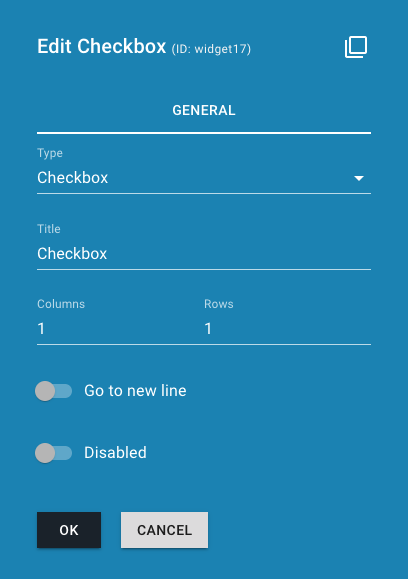 Edit Checkbox (ID: widget17)
GENERAL
Type
Checkbox
Title
Checkbox
Columns Rows
1 1
Go to new line
Disabled
OK CANCEL